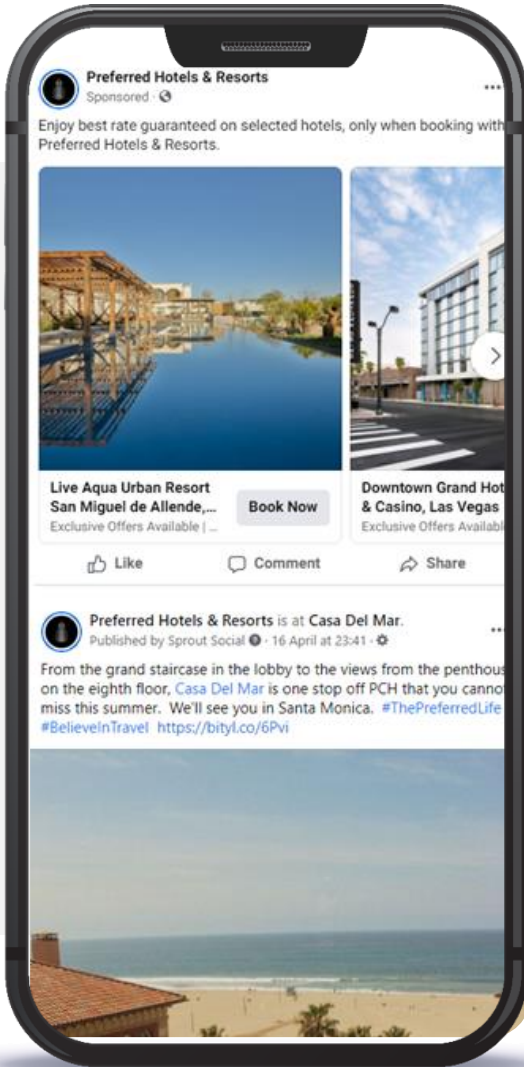 Preferred Hotels & Resorts
Sponsored ·
Enjoy best rate guaranteed on selected hotels, only when booking with
Preferred Hotels & Resorts.
Live Aqua Urban Resort
San Miguel de Allende,...
Book Now
Exclusive Offers Available | ...
Downtown Grand Hot
& Casino, Las Vegas
Exclusive Offers Availabl
Like
Comment
Share
Preferred Hotels & Resorts is at Casa Del Mar.
Published by Sprout Social · 16 April at 23:41 ·
From the grand staircase in the lobby to the views from the penthous
on the eighth floor, Casa Del Mar is one stop off PCH that you canno
miss this summer. We'll see you in Santa Monica. #ThePreferredLife
#BelieveInTravel https://bityl.co/6Pvi